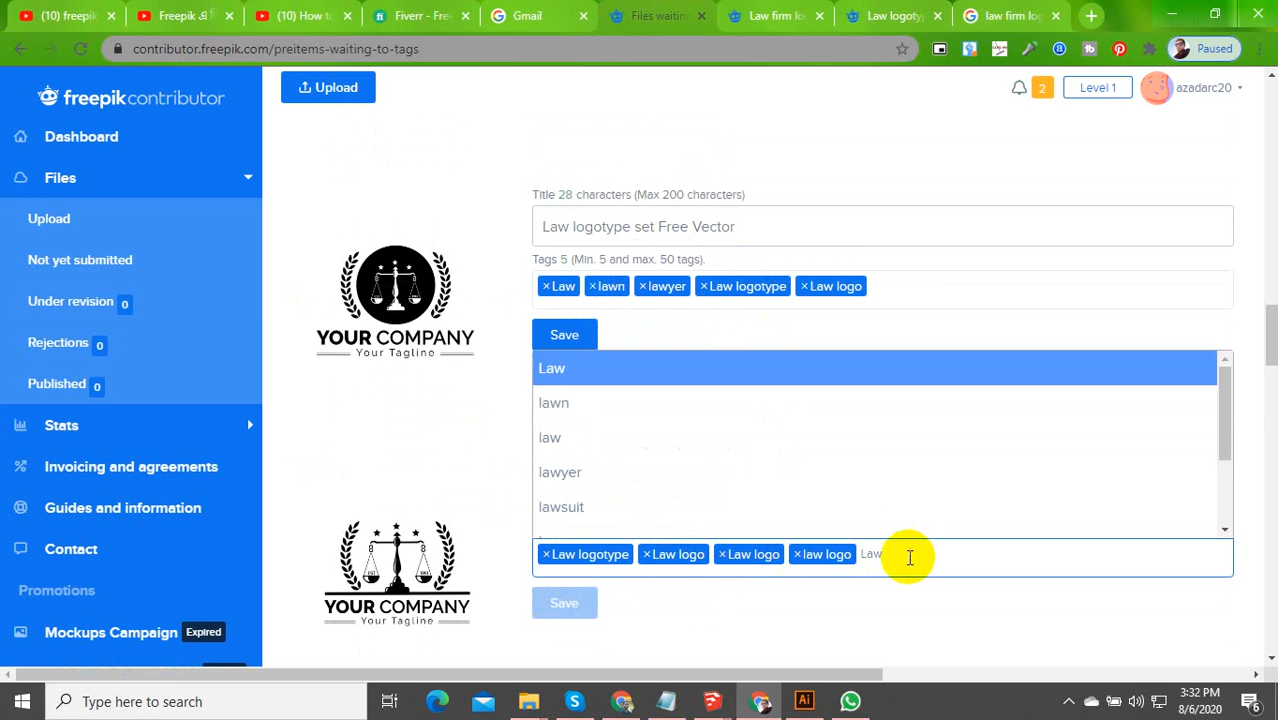 (10) freepik
Freepik
(10) How to
Fiverr - Free
Gmail
Files waiting
Law firm log
Law logotyp
law firm log
contributor.freepik.com/preitems-waiting-to-tags
Paused
freepikcontributor
Upload
2
Level 1
azadarc20
Dashboard
Files
Upload
Not yet submitted
Under revision 0
Rejections 0
Published 0
Stats
Invoicing and agreements
Guides and information
Contact
Promotions
Mockups Campaign Expired
Title 28 characters (Max 200 characters)
Law logotype set Free Vector
Tags 5 (Min. 5 and max. 50 tags).
×Law ×lawn ×lawyer ×Law logotype ×Law logo
Save
YOUR COMPANY
Your Tagline
Law
lawn
law
lawyer
lawsuit
×Law logotype ×Law logo ×Law logo ×law logo Law
Save
YOUR COMPANY
Your Tagline
Type here to search
Ai
3:32 PM
8/6/2020
6